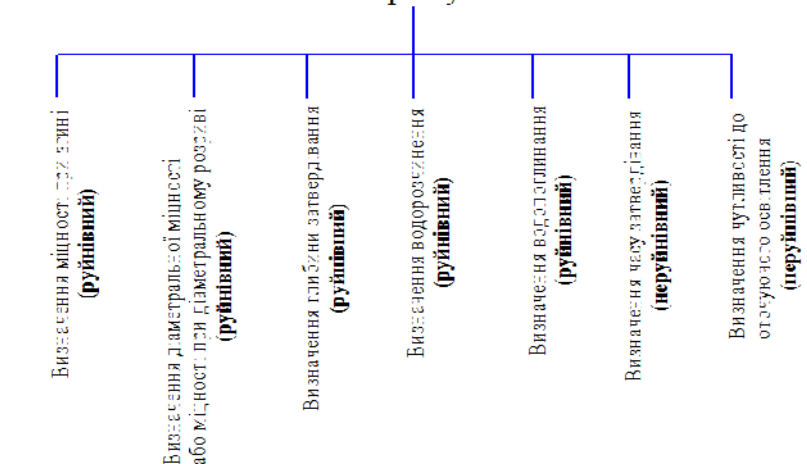 Визначення міцності при згині
(руйнівний)
Визначення діаметральної міцності
або міцності при діаметральному розриві
(руйнівний)
Визначення глибини затвердівання
(руйнівний)
Визначення водорозчинення
(руйнівний)
Визначення водопоглинання
(руйнівний)
Визначення часу затвердівання
(неруйнівний)
Визначення чутливості до
оточуючого освітлення
(неруйнівний)